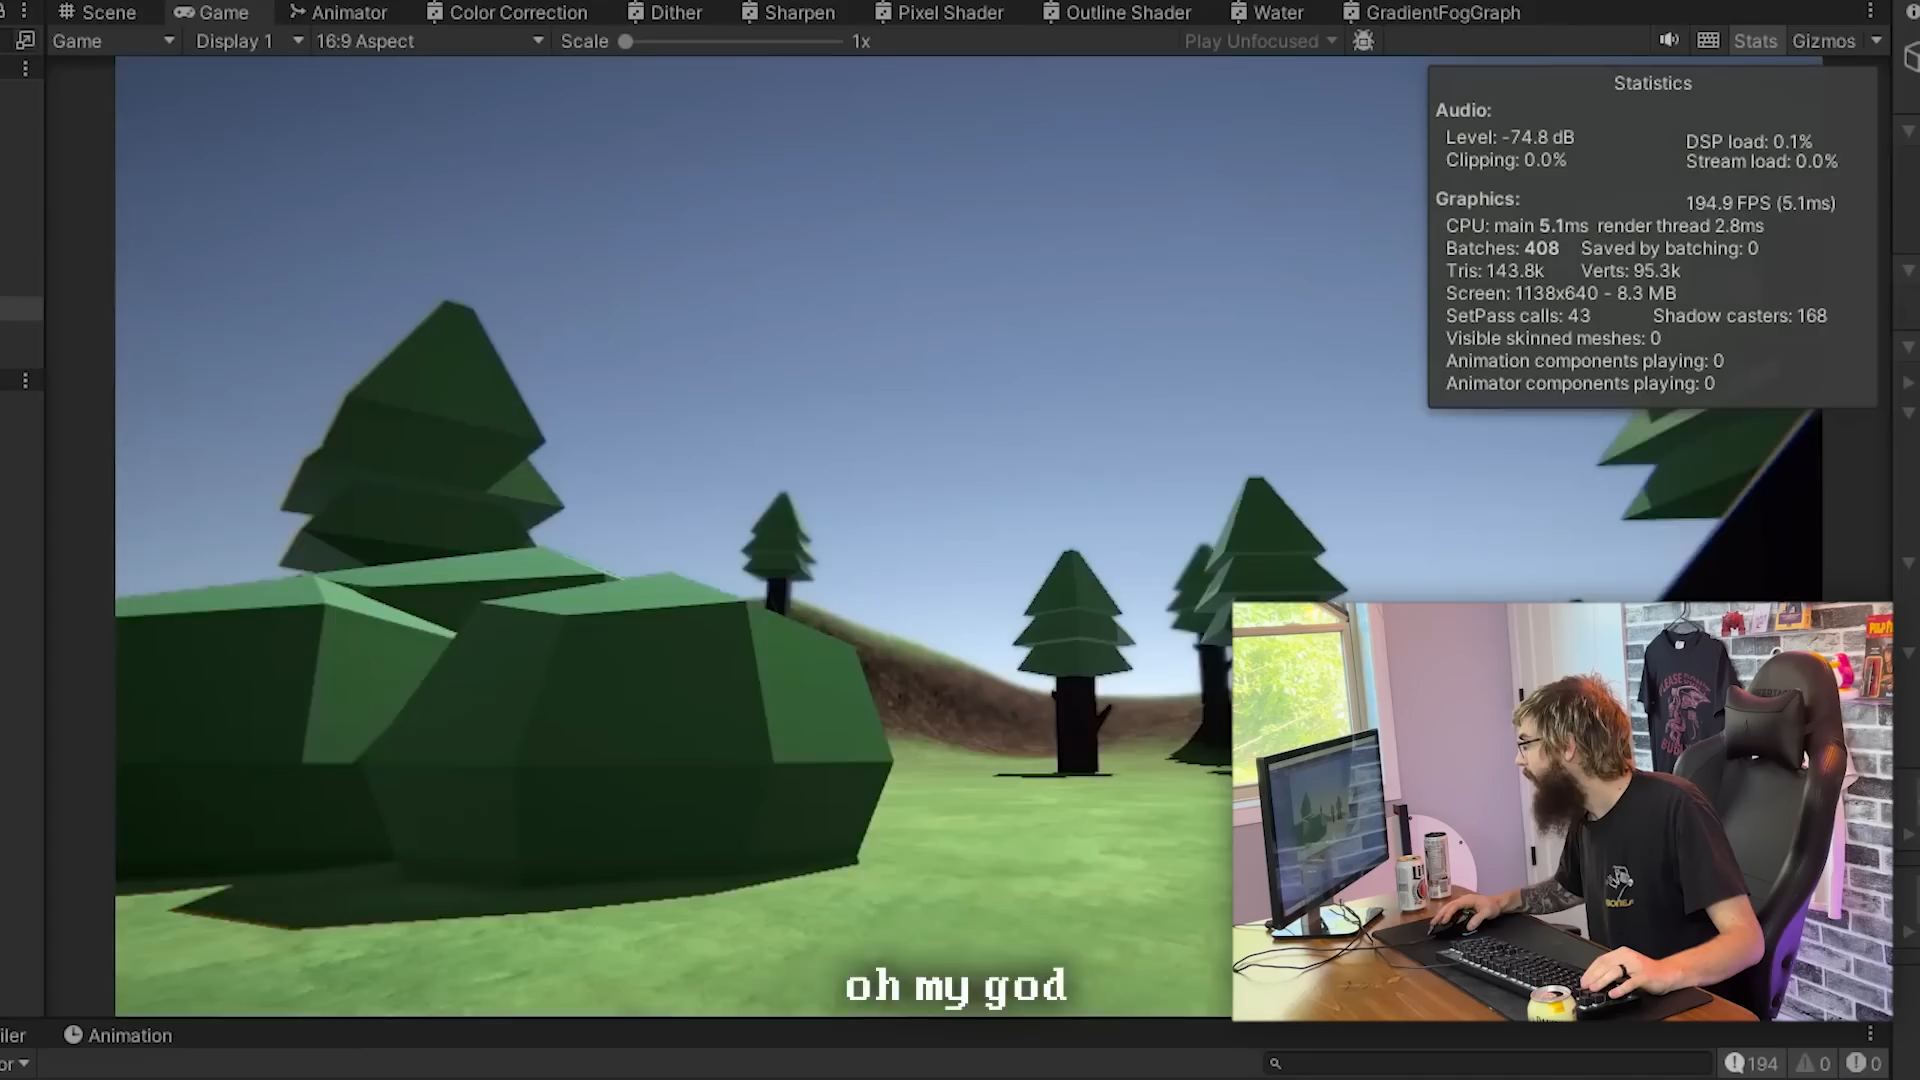 Scene
Game
Animator
Color Correction
Dither
Sharpen
Pixel Shader
Outline Shader
Water
GradientFogGraph
Game
Display 1
16:9 Aspect
Scale
1x
Play Unfocused
Stats
Gizmos
Statistics
Audio:
Level: -74.8 dB
DSP load: 0.1%
Clipping: 0.0%
Stream load: 0.0%
Graphics:
194.9 FPS (5.1ms)
CPU: main 5.1ms render thread 2.8ms
Batches: 408 Saved by batching: 0
Tris: 143.8k Verts: 95.3k
Screen: 1138x640 - 8.3 MB
SetPass calls: 43 Shadow casters: 168
Visible skinned meshes: 0
Animation components playing: 0
Animator components playing: 0
PLEASE DON'T
oh my god
iler
Animation
or
194
0
0